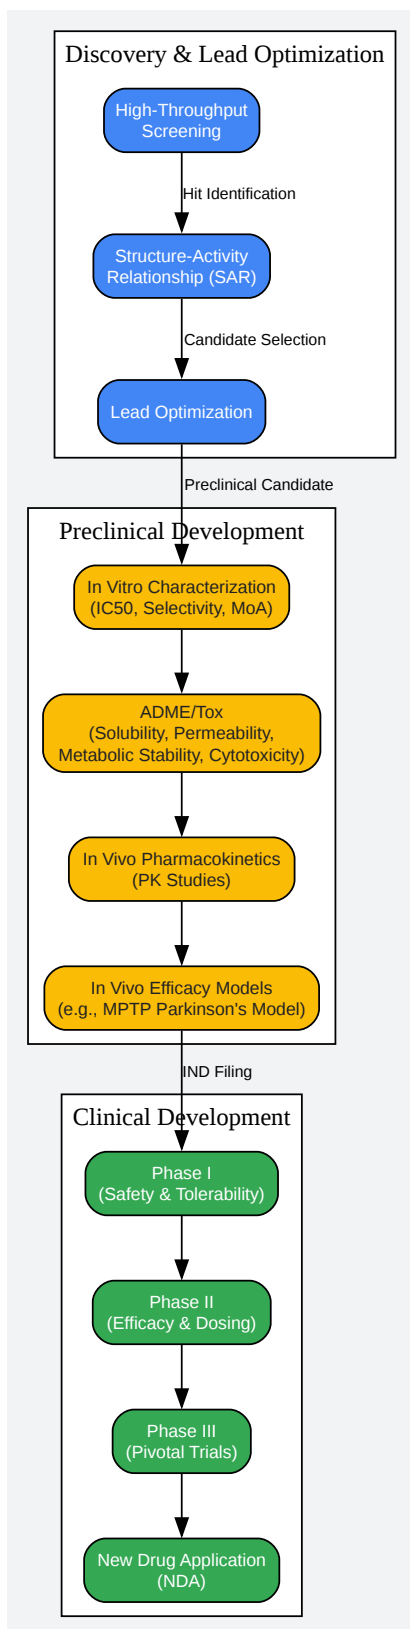 Discovery & Lead Optimization
High-Throughput
Screening
Hit Identification
Structure-Activity
Relationship (SAR)
Candidate Selection
Lead Optimization
Preclinical Candidate
Preclinical Development
In Vitro Characterization
(IC50, Selectivity, MoA)
ADME/Tox
(Solubility, Permeability,
Metabolic Stability, Cytotoxicity)
In Vivo Pharmacokinetics
(PK Studies)
In Vivo Efficacy Models
(e.g., MPTP Parkinson's Model)
IND Filing
Clinical Development
Phase I
(Safety & Tolerability)
Phase II
(Efficacy & Dosing)
Phase III
(Pivotal Trials)
New Drug Application
(NDA)